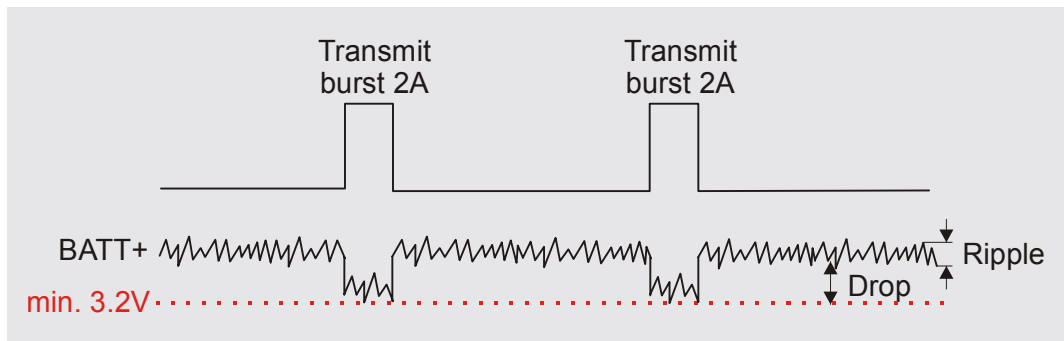 Transmit
burst 2A
Transmit
burst 2A
BATT+
Ripple
Drop
min. 3.2V